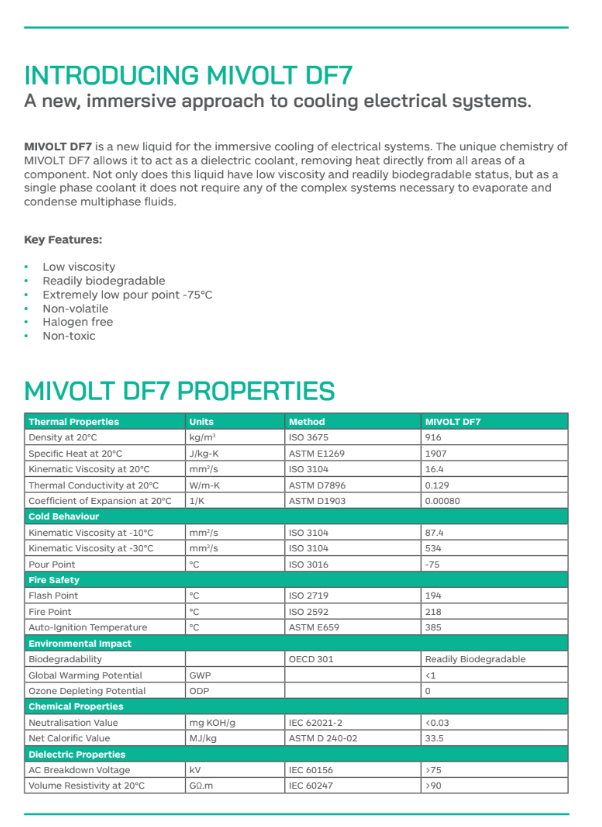 INTRODUCING MIVOLT DF7
A new, immersive approach to cooling electrical systems.
MIVOLT DF7 is a new liquid for the immersive cooling of electrical systems. The unique chemistry of
MIVOLT DF7 allows it to act as a dielectric coolant, removing heat directly from all areas of a
component. Not only does this liquid have low viscosity and readily biodegradable status, but as a
single phase coolant it does not require any of the complex systems necessary to evaporate and
condense multiphase fluids.
Key Features:
• Low viscosity
• Readily biodegradable
• Extremely low pour point -75°C
• Non-volatile
• Halogen free
• Non-toxic
MIVOLT DF7 PROPERTIES
Thermal Properties Units Method MIVOLT DF7
Density at 20°C kg/m³ ISO 3675 916
Specific Heat at 20°C J/kg-K ASTM E1269 1907
Kinematic Viscosity at 20°C mm²/s ISO 3104 16.4
Thermal Conductivity at 20°C W/m-K ASTM D7896 0.129
Coefficient of Expansion at 20°C 1/K ASTM D1903 0.00080
Cold Behaviour
Kinematic Viscosity at -10°C mm²/s ISO 3104 87.4
Kinematic Viscosity at -30°C mm²/s ISO 3104 534
Pour Point °C ISO 3016 -75
Fire Safety
Flash Point °C ISO 2719 194
Fire Point °C ISO 2592 218
Auto-Ignition Temperature °C ASTM E659 385
Environmental Impact
Biodegradability OECD 301 Readily Biodegradable
Global Warming Potential GWP <1
Ozone Depleting Potential ODP 0
Chemical Properties
Neutralisation Value mg KOH/g IEC 62021-2 <0.03
Net Calorific Value MJ/kg ASTM D 240-02 33.5
Dielectric Properties
AC Breakdown Voltage kV IEC 60156 >75
Volume Resistivity at 20°C GΩ.m IEC 60247 >90